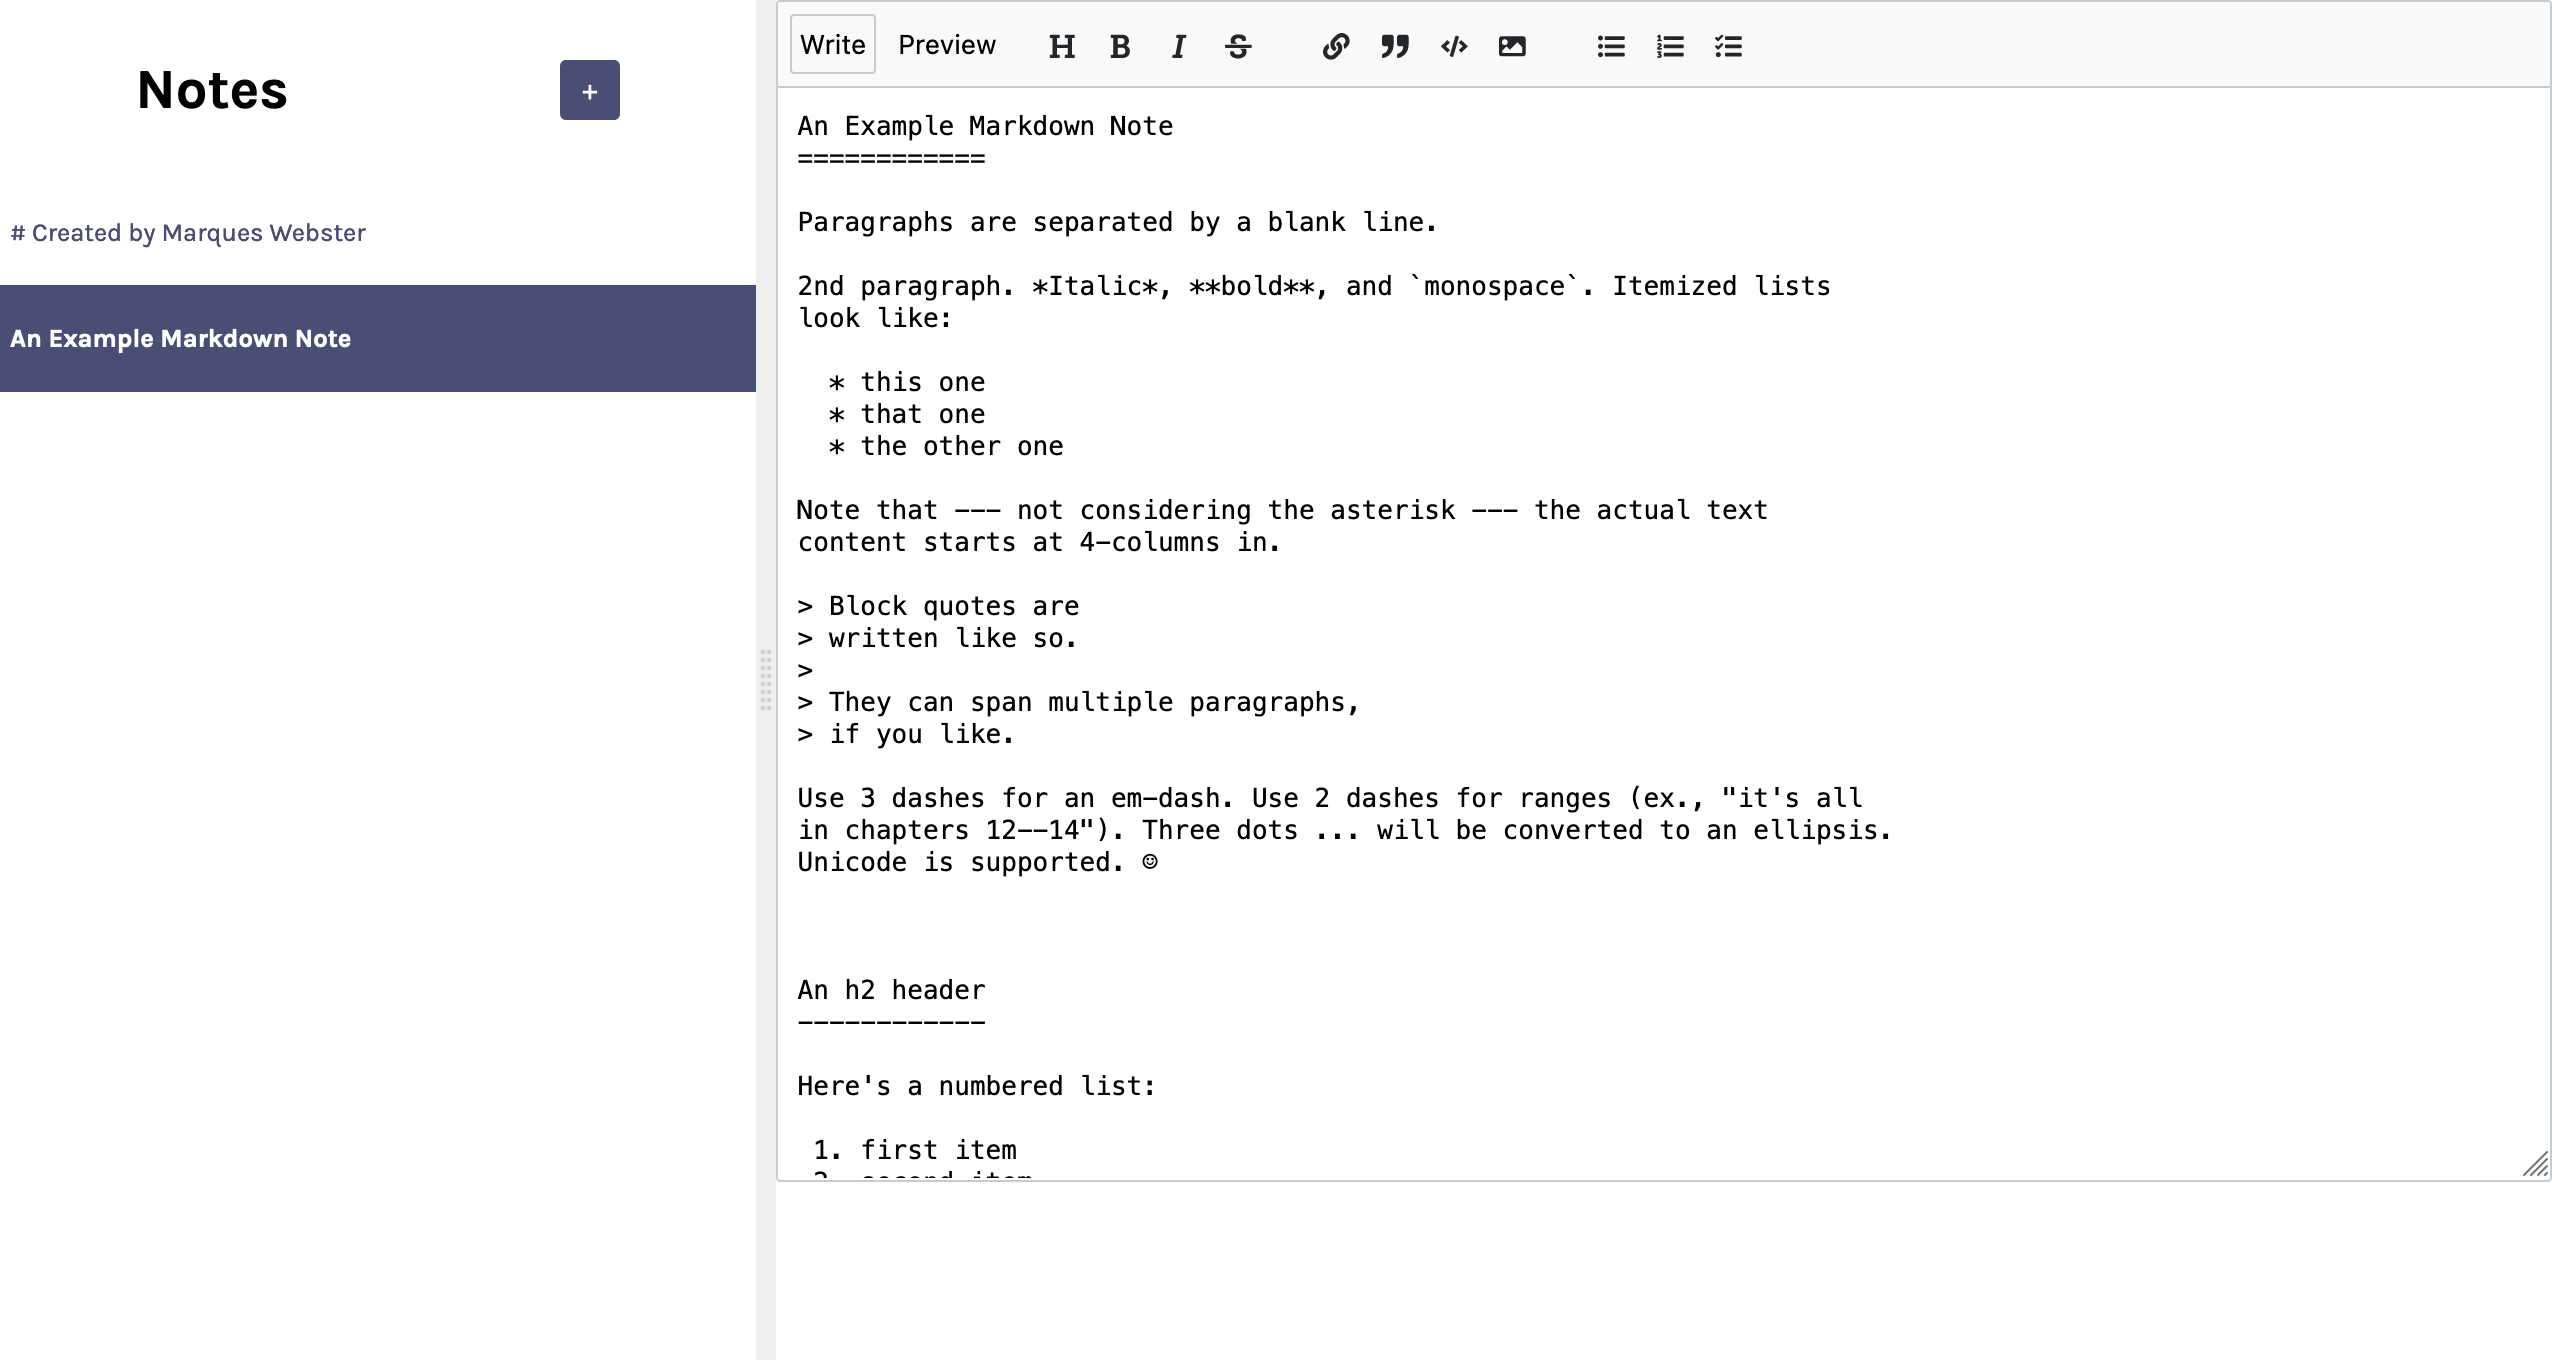 Notes
+
# Created by Marques Webster
An Example Markdown Note
Write Preview H B I S
An Example Markdown Note
============
Paragraphs are separated by a blank line.
2nd paragraph. *Italic*, **bold**, and `monospace`. Itemized lists
look like:
  * this one
  * that one
  * the other one
Note that --- not considering the asterisk --- the actual text
content starts at 4-columns in.
> Block quotes are
> written like so.
>
> They can span multiple paragraphs,
> if you like.
Use 3 dashes for an em-dash. Use 2 dashes for ranges (ex., "it's all
in chapters 12--14"). Three dots ... will be converted to an ellipsis.
Unicode is supported. ☺
An h2 header
------------
Here's a numbered list:
 1. first item
 2. second item